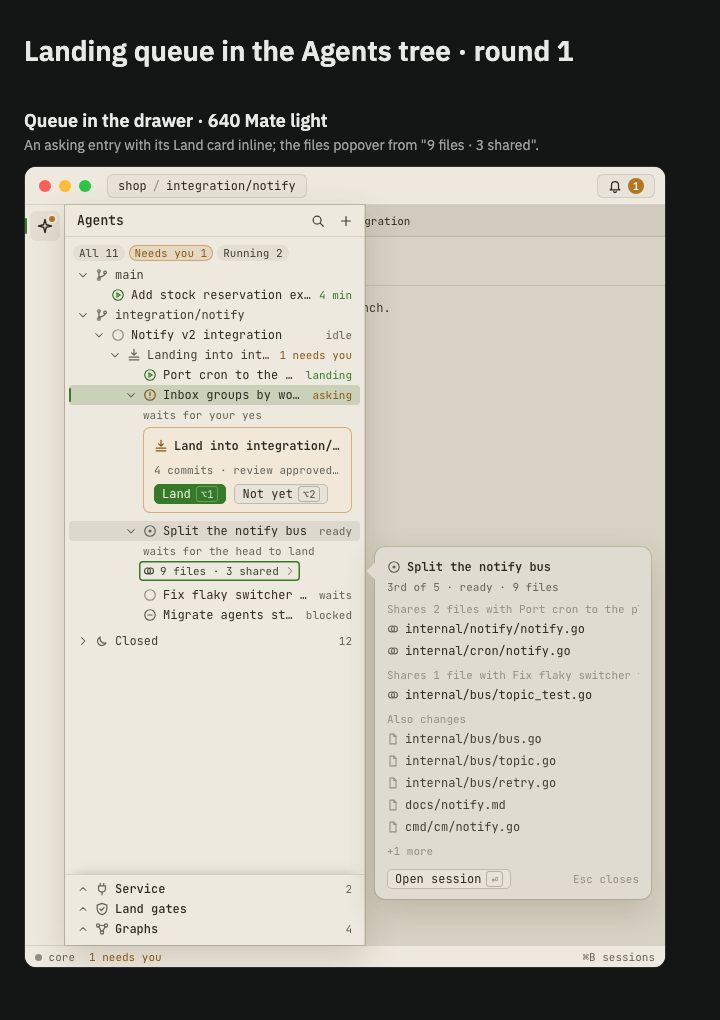 Landing queue in the Agents tree · round 1
Queue in the drawer · 640 Mate light
An asking entry with its Land card inline; the files popover from "9 files · 3 shared".
shop / integration/notify
1
Agents
gration
All 11 Needs you 1 Running 2
main
Add stock reservation ex… 4 min
nch.
integration/notify
Notify v2 integration idle
Landing into int… 1 needs you
Port cron to the … landing
Inbox groups by wo… asking
waits for your yes
Land into integration/…
4 commits · review approved…
Land ⌥1 Not yet ⌥2
Split the notify bus ready
waits for the head to land
9 files · 3 shared
Fix flaky switcher … waits
Migrate agents st… blocked
Closed 12
Split the notify bus
3rd of 5 · ready · 9 files
Shares 2 files with Port cron to the
internal/notify/notify.go
internal/cron/notify.go
Shares 1 file with Fix flaky switcher
internal/bus/topic_test.go
Also changes
internal/bus/bus.go
internal/bus/topic.go
internal/bus/retry.go
docs/notify.md
cmd/cm/notify.go
+1 more
Open session ⏎ Esc closes
Service 2
Land gates
Graphs 4
core 1 needs you ⌘B sessions